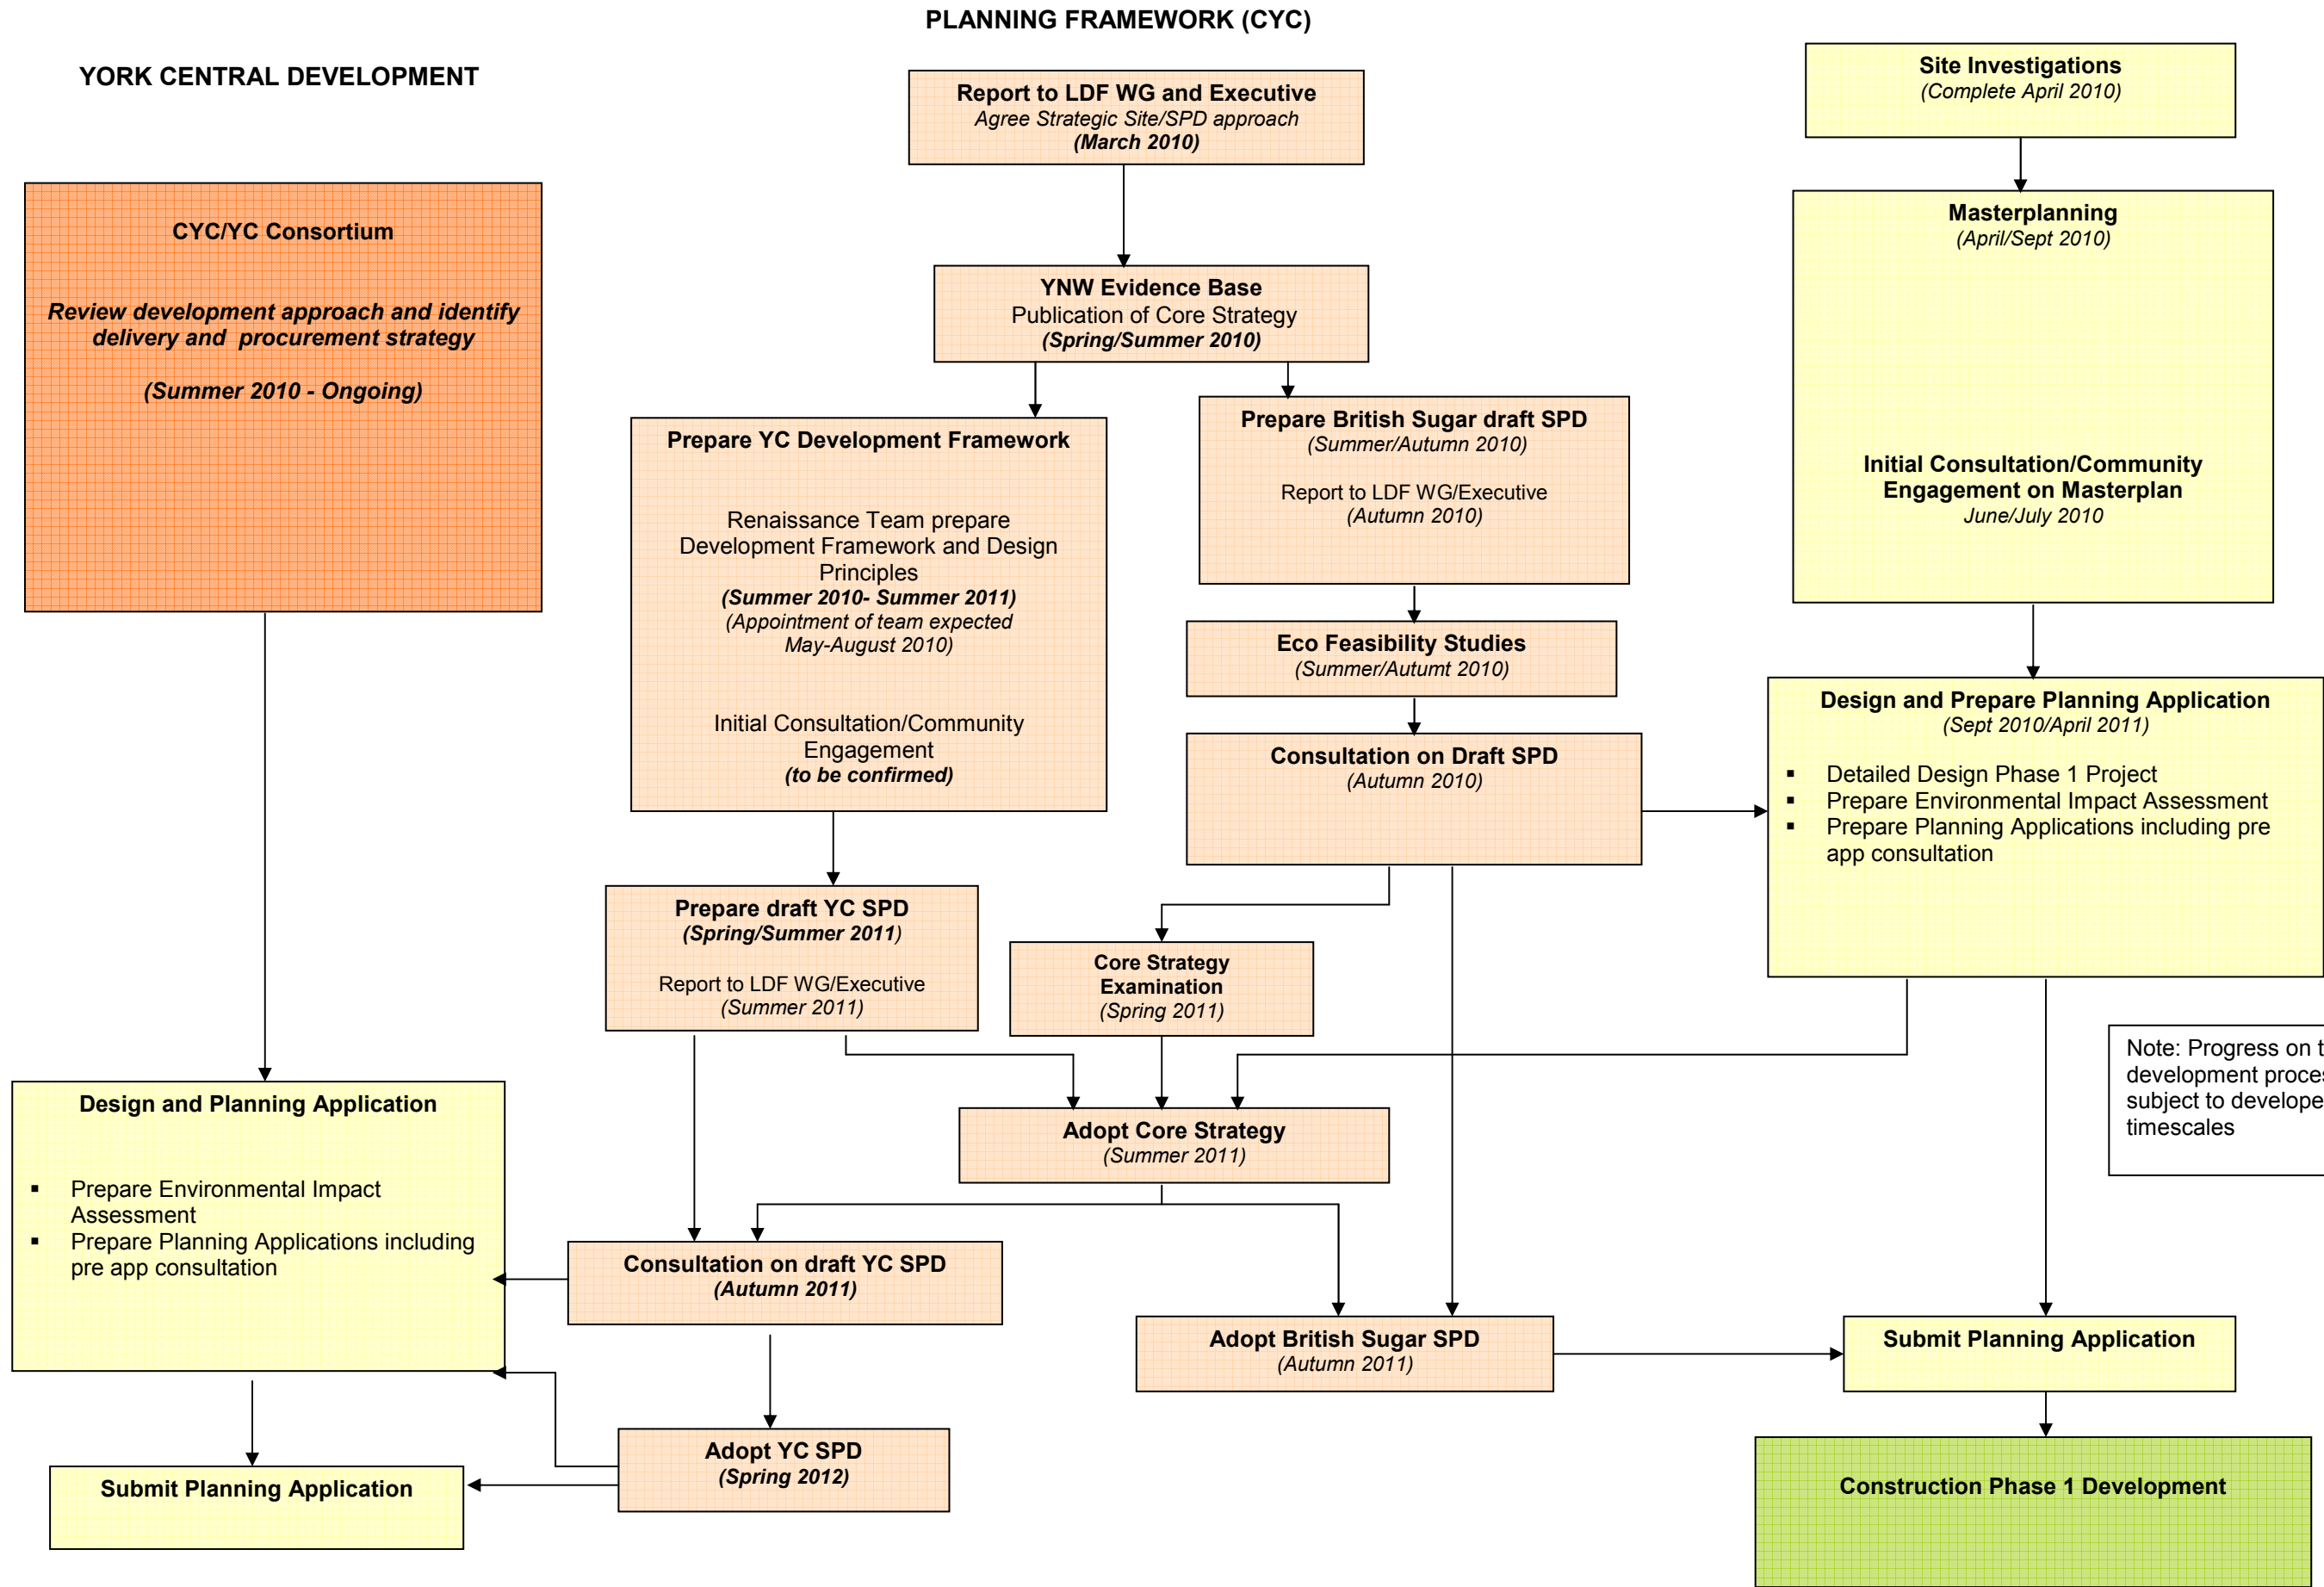 PLANNING FRAMEWORK (CYC)
YORK CENTRAL DEVELOPMENT
Report to LDF WG and Executive
Agree Strategic Site/SPD approach
(March 2010)
Site Investigations
(Complete April 2010)
CYC/YC Consortium
Review development approach and identify
delivery and procurement strategy
(Summer 2010 - Ongoing)
YNW Evidence Base
Publication of Core Strategy
(Spring/Summer 2010)
Masterplanning
(April/Sept 2010)
Initial Consultation/Community
Engagement on Masterplan
June/July 2010
Prepare YC Development Framework
Renaissance Team prepare
Development Framework and Design
Principles
(Summer 2010- Summer 2011)
(Appointment of team expected
May-August 2010)
Initial Consultation/Community
Engagement
(to be confirmed)
Prepare British Sugar draft SPD
(Summer/Autumn 2010)
Report to LDF WG/Executive
(Autumn 2010)
Eco Feasibility Studies
(Summer/Autumt 2010)
Consultation on Draft SPD
(Autumn 2010)
Design and Prepare Planning Application
(Sept 2010/April 2011)
▪ Detailed Design Phase 1 Project
▪ Prepare Environmental Impact Assessment
▪ Prepare Planning Applications including pre
app consultation
Prepare draft YC SPD
(Spring/Summer 2011)
Report to LDF WG/Executive
(Summer 2011)
Core Strategy
Examination
(Spring 2011)
Note: Progress on
development
subject to
timescales
Design and Planning Application
▪ Prepare Environmental Impact
Assessment
▪ Prepare Planning Applications including
pre app consultation
Adopt Core Strategy
(Summer 2011)
Consultation on draft YC SPD
(Autumn 2011)
Adopt British Sugar SPD
(Autumn 2011)
Submit Planning Application
Adopt YC SPD
(Spring 2012)
Submit Planning Application
Construction Phase 1 Development